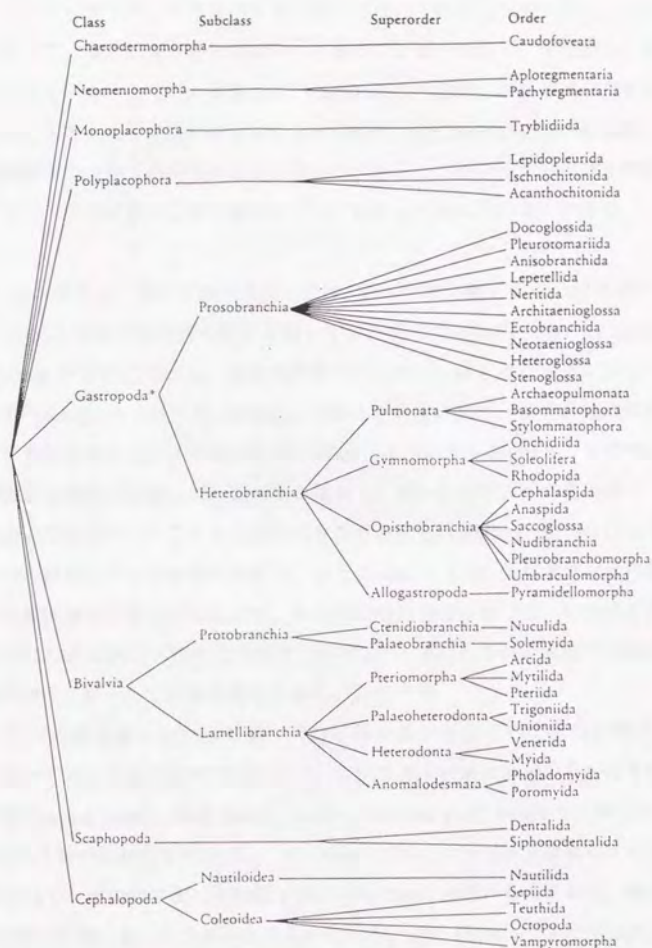 Class Subclass Superorder Order
Chaetodermomorpha Caudofoveata
Aplotegmentaria
Neomeniomorpha
Pachytegmentaria
Monoplacophora Tryblidiida
Lepidopleurida
Polyplacophora Ischnochitonida
Acanthochitonida
Docoglossida
Pleurotomariida
Anisobranchida
Lepetellida
Neritida
Prosobranchia Architaenioglossa
Ectobranchida
Neotaenioglossa
Heteroglossa
Stenoglossa
Gastropoda*
Archaeopulmonata
Pulmonata Basommatophora
Stylommatophora
Onchidiida
Gymnomorpha Soleolifera
Rhodopida
Heterobranchia Cephalaspida
Anaspida
Opisthobranchia Saccoglossa
Nudibranchia
Pleurobranchomorpha
Umbraculomorpha
Allogastropoda Pyramidellomorpha
Protobranchia Ctenidiobranchia Nuculida
Palaeobranchia Solemyida
Arcida
Pteriomorpha Mytilida
Bivalvia Pteriida
Trigoniida
Palaeoheterodonta
Unioniida
Lamellibranchia
Venerida
Heterodonta
Myida
Pholadomyida
Anomalodesmata
Poromyida
Dentalida
Scaphopoda
Siphonodentalida
Nautiloidea Nautilida
Cephalopoda Sepiida
Teuthida
Coleoidea
Octopoda
Vampyromorpha